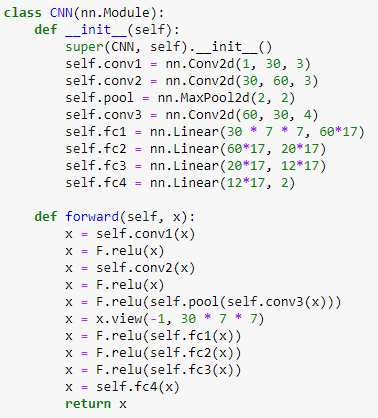 class CNN(nn.Module):
    def __init__(self):
        super(CNN, self).__init__()
        self.conv1 = nn.Conv2d(1, 30, 3)
        self.conv2 = nn.Conv2d(30, 60, 3)
        self.pool = nn.MaxPool2d(2, 2)
        self.conv3 = nn.Conv2d(60, 30, 4)
        self.fc1 = nn.Linear(30 * 7 * 7, 60*17)
        self.fc2 = nn.Linear(60*17, 20*17)
        self.fc3 = nn.Linear(20*17, 12*17)
        self.fc4 = nn.Linear(12*17, 2)

    def forward(self, x):
        x = self.conv1(x)
        x = F.relu(x)
        x = self.conv2(x)
        x = F.relu(x)
        x = F.relu(self.pool(self.conv3(x)))
        x = x.view(-1, 30 * 7 * 7)
        x = F.relu(self.fc1(x))
        x = F.relu(self.fc2(x))
        x = F.relu(self.fc3(x))
        x = self.fc4(x)
        return x